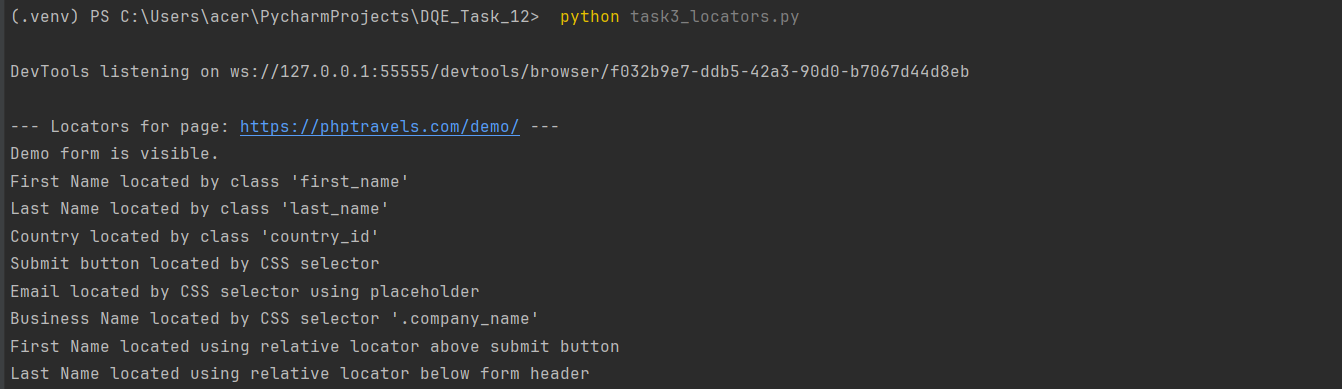 (.venv) PS C:\Users\acer\PycharmProjects\DQE_Task_12>  python task3_locators.py
DevTools listening on ws://127.0.0.1:55555/devtools/browser/f032b9e7-ddb5-42a3-90d0-b7067d44d8eb
--- Locators for page: https://phptravels.com/demo/ ---
Demo form is visible.
First Name located by class 'first_name'
Last Name located by class 'last_name'
Country located by class 'country_id'
Submit button located by CSS selector
Email located by CSS selector using placeholder
Business Name located by CSS selector '.company_name'
First Name located using relative locator above submit button
Last Name located using relative locator below form header